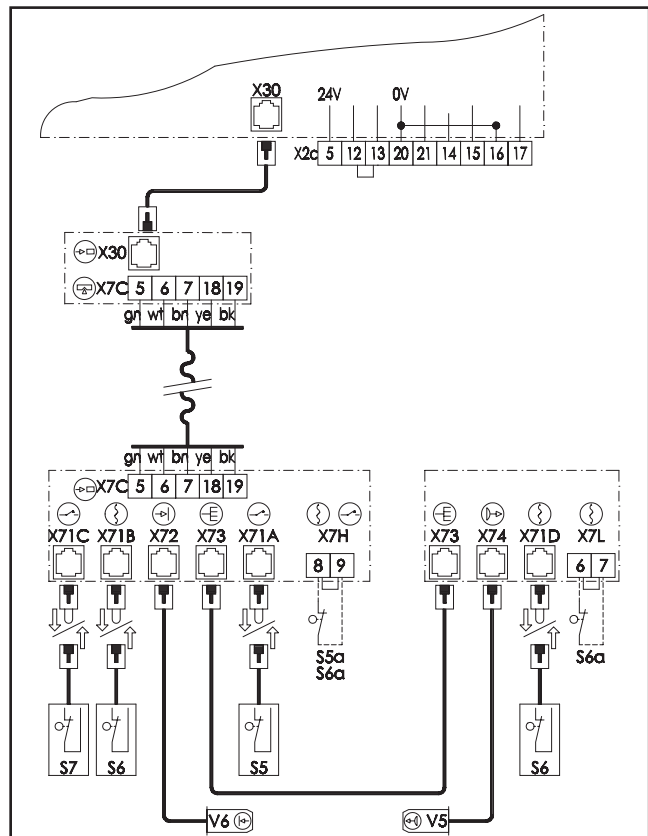 X30 24V 0V
X2c 5 12 13 20 21 14 15 16 17
X30
X7C 5 6 7 18 19
gn wt bn ye bk
gn wt bn ye bk
X7C 5 6 7 18 19
X71C X71B X72 X73 X71A X7H X73 X74 X71D X7L
8 9 6 7
S5a S6a
S6a
S7 S6 S5 S6
V6 V5